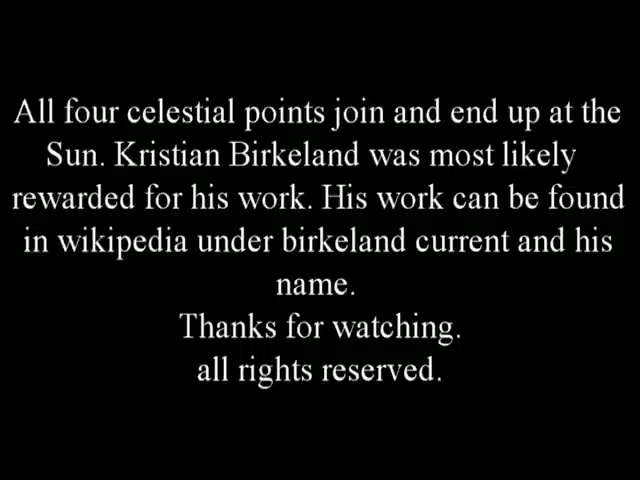 All four celestial points join and end up at the
Sun. Kristian Birkeland was most likely
rewarded for his work. His work can be found
in wikipedia under birkeland current and his
name.
Thanks for watching.
all rights reserved.